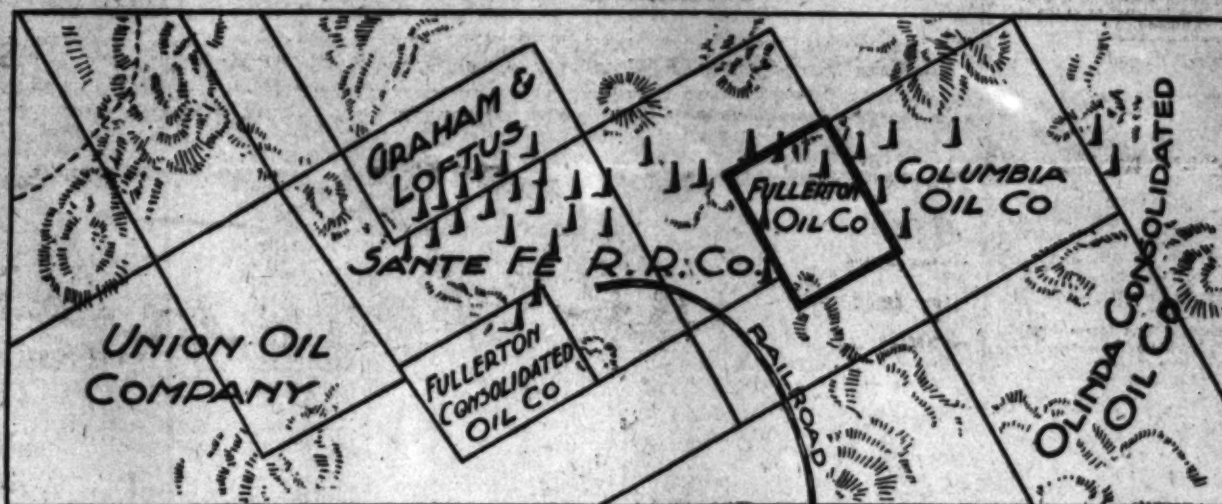 GRAHAM &
LOFTUS
FULLERTON
OIL CO
COLUMBIA
OIL CO
SANTE FE R. R. CO.
UNION OIL
COMPANY
FULLERTON
CONSOLIDATED
OIL CO
RAILROAD
OLINDA CONSOLIDATED
OIL CO